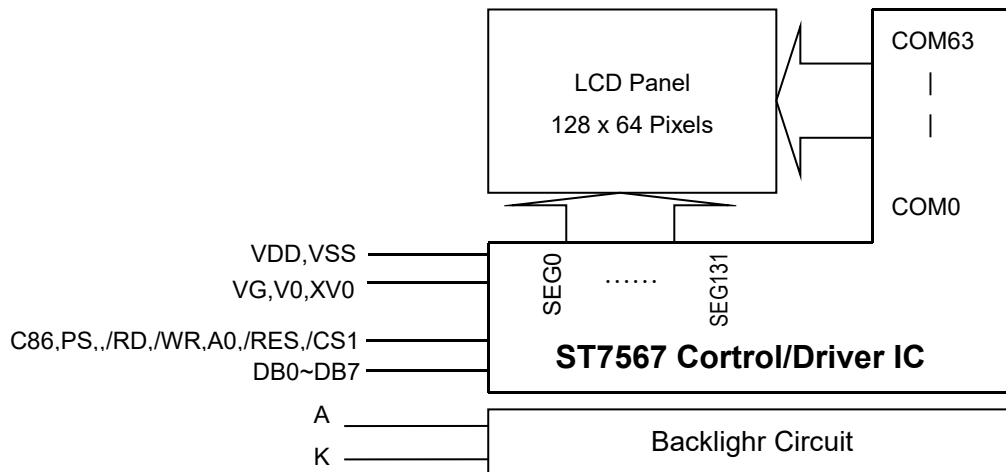 COM63
|
|
COM0
LCD Panel
128 x 64 Pixels
VDD,VSS
VG,V0,XV0
C86,PS,,/RD,/WR,A0,/RES,/CS1
DB0~DB7
SEG0
......
SEG131
ST7567 Cortrol/Driver IC
A
K
Backlighr Circuit